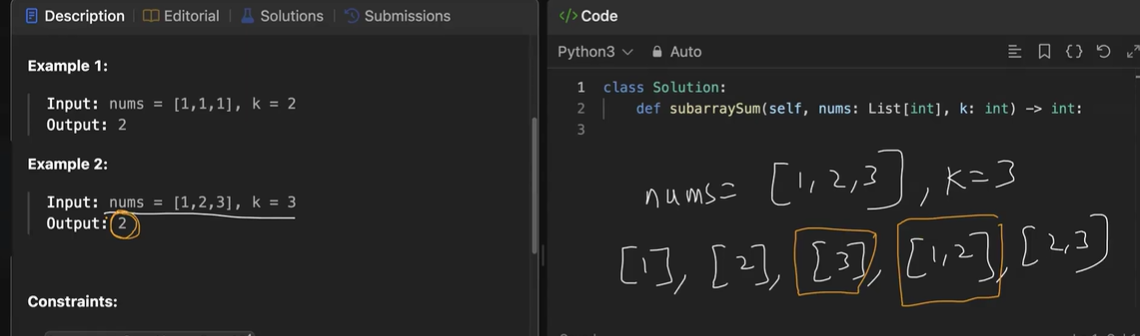 Description Editorial Solutions Submissions
Example 1:
Input: nums = [1,1,1], k = 2
Output: 2
Example 2:
Input: nums = [1,2,3], k = 3
Output: 2
Constraints:
</> Code
Python3 Auto
1 class Solution:
2 def subarraySum(self, nums: List[int], k: int) -> int:
3
nums= [1,2,3], k=3
[1], [2], [3], [1,2], [2,3]